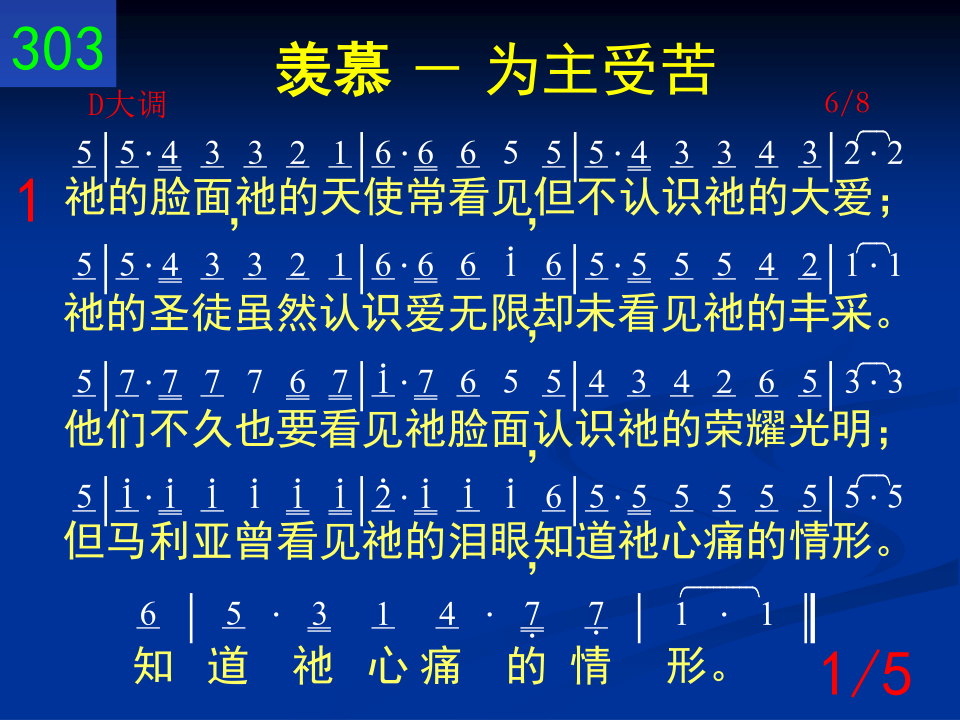 303
羡慕 － 为主受苦
D大调 6/8
5|5·4 3 3 2 1|6·6 6 5 5|5·4 3 3 4 3|2·2
1
祂的脸面,祂的天使常看见,但不认识祂的大爱；
5|5·4 3 3 2 1|6·6 6 i 6|5·5 5 5 4 2|1·1
祂的圣徒虽然认识爱无限,却未看见祂的丰采。
5|7·7 7 7 6 7|i·7 6 5 5|4 3 4 2 6 5|3·3
他们不久也要看见祂脸面,认识祂的荣耀光明；
5|i·i i i i i|2̇·i i i 6|5·5 5 5 5 5|5·5
但马利亚曾看见祂的泪眼,知道祂心痛的情形。
6|5·3 1 4·7̣ 7̣|1·1‖
知道祂心痛的情形。
1/5